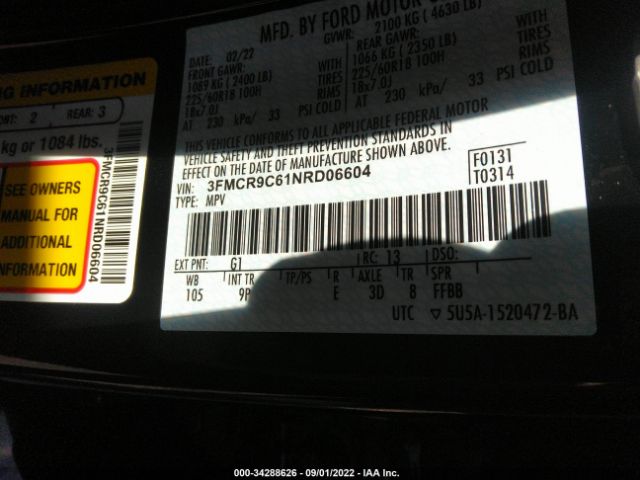 NG INFORMATION
ONT: 2 REAR: 3
kg or 1084 lbs.
SEE OWNERS
MANUAL FOR
ADDITIONAL
INFORMATION
3FMCR9C61NRD06604
MFD. BY FORD MOTOR
DATE: 02/22 GVWR: 2100 KG ( 4630 LB)
FRONT GAWR: REAR GAWR: WITH
1089 KG ( 2400 LB) WITH 1066 KG ( 2350 LB) TIRES
225/60R18 100H TIRES 225/60R18 100H RIMS
18x7.0J RIMS 18x7.0J
AT 230 kPa/ 33 PSI COLD AT 230 kPa/ 33 PSI COLD
THIS VEHICLE CONFORMS TO ALL APPLICABLE FEDERAL MOTOR
VEHICLE SAFETY AND THEFT PREVENTION STANDARDS IN
EFFECT ON THE DATE OF MANUFACTURE SHOWN ABOVE.
VIN: 3FMCR9C61NRD06604 F0131
TYPE: MPV T0314
EXT PNT: G1 RC: 13 DSO:
WB INT TR TP/PS R AXLE TR SPR
105 9P E 3D 8 FFBB
UTC ▽ 5U5A-1520472-BA
000-34288626 - 09/01/2022 - IAA Inc.